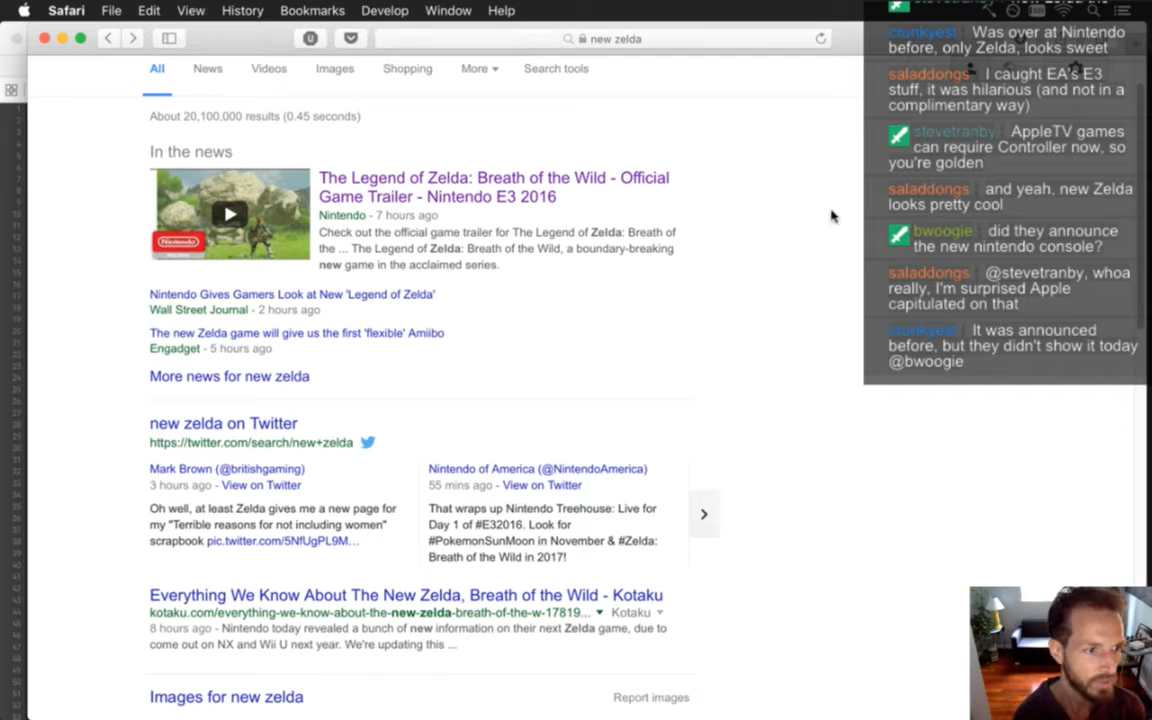 Safari File Edit View History Bookmarks Develop Window Help
new zelda
All News Videos Images Shopping More Search tools
About 20,100,000 results (0.45 seconds)
In the news
The Legend of Zelda: Breath of the Wild - Official
Game Trailer - Nintendo E3 2016
Nintendo - 7 hours ago
Check out the official game trailer for The Legend of Zelda: Breath of
the ... The Legend of Zelda: Breath of the Wild, a boundary-breaking
new game in the acclaimed series.
Nintendo
Nintendo Gives Gamers Look at New 'Legend of Zelda'
Wall Street Journal - 2 hours ago
The new Zelda game will give us the first 'flexible' Amiibo
Engadget - 5 hours ago
More news for new zelda
new zelda on Twitter
https://twitter.com/search/new+zelda
Mark Brown (@britishgaming)
3 hours ago - View on Twitter
Oh well, at least Zelda gives me a new page for
my "Terrible reasons for not including women"
scrapbook pic.twitter.com/5NfUgPL9M...
Nintendo of America (@NintendoAmerica)
55 mins ago - View on Twitter
That wraps up Nintendo Treehouse: Live for
Day 1 of #E32016. Look for
#PokemonSunMoon in November & #Zelda:
Breath of the Wild in 2017!
Everything We Know About The New Zelda, Breath of the Wild - Kotaku
kotaku.com/everything-we-know-about-the-new-zelda-breath-of-the-w-17819... Kotaku
8 hours ago - Nintendo today revealed a bunch of new information on their next Zelda game, due to
come out on NX and Wii U next year. We're updating this ...
Images for new zelda Report images
crunkyest Was over at Nintendo
before, only Zelda, looks sweet
saladdongs I caught EA's E3
stuff, it was hilarious (and not in a
complimentary way)
stevetranby AppleTV games
can require Controller now, so
you're golden
saladdongs and yeah, new Zelda
looks pretty cool
bwoogie did they announce
the new nintendo console?
saladdongs @stevetranby, whoa
really, I'm surprised Apple
capitulated on that
crunkyest It was announced
before, but they didn't show it today
@bwoogie